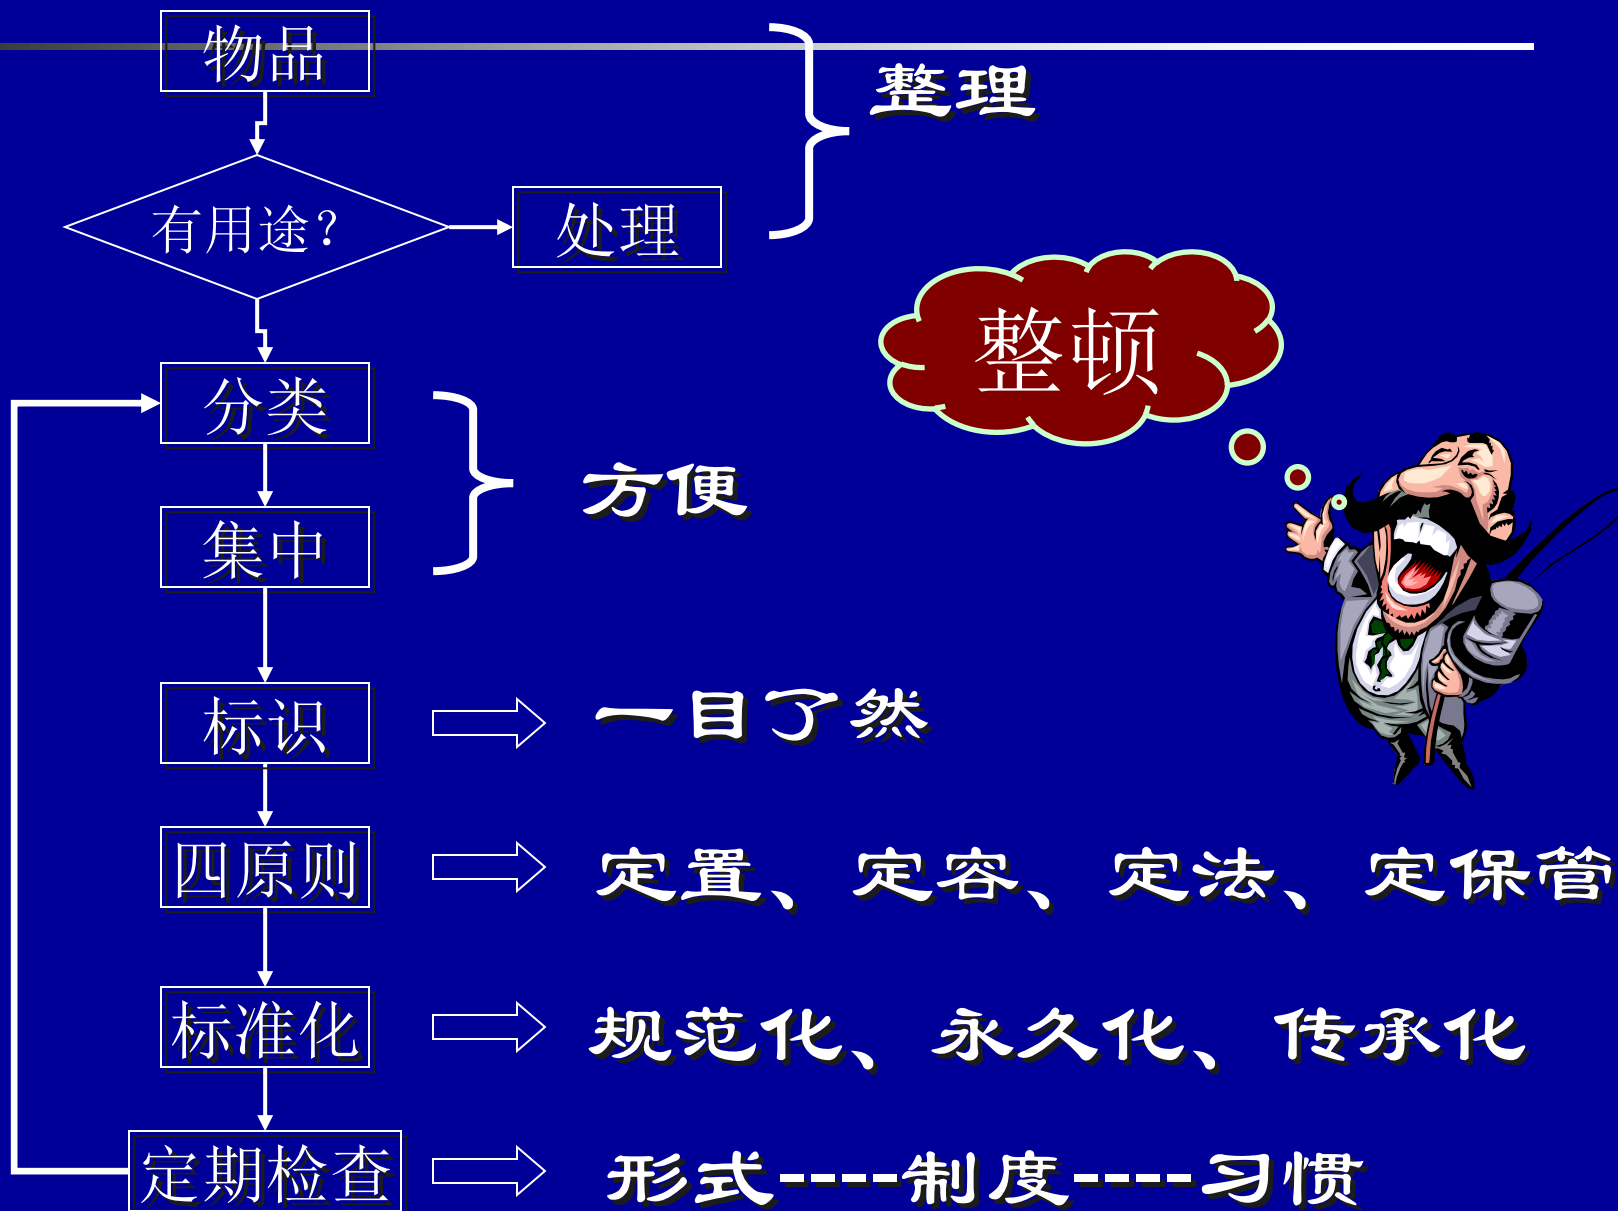 物品
整理
有用途？
处理
整顿
分类
方便
集中
标识
一目了然
四原则
定置、定容、定法、定保管
标准化
规范化、永久化、传承化
定期检查
形式----制度----习惯